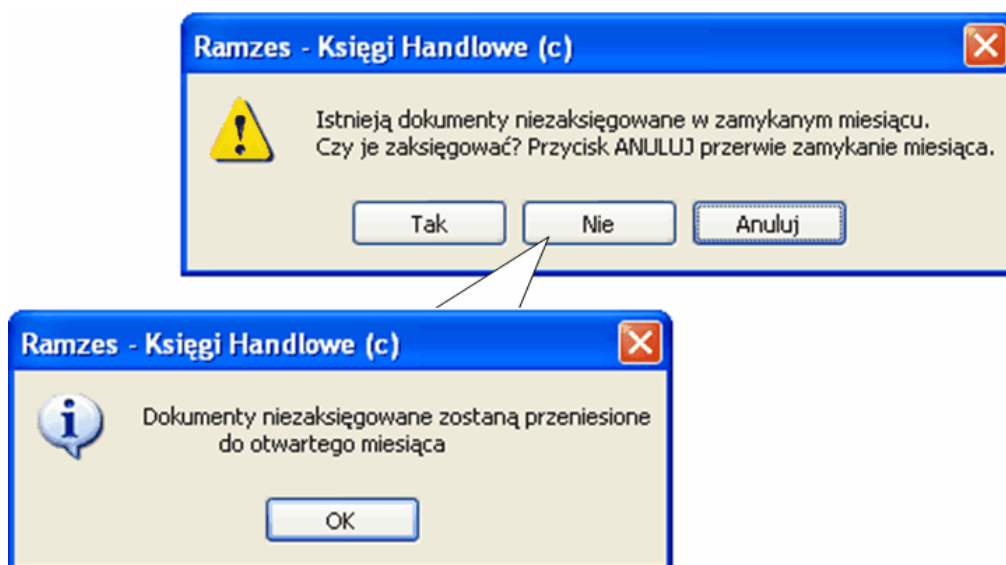 Ramzes - Księgi Handlowe (c)
Istnieją dokumenty niezaksięgowane w zamykanym miesiącu.
Czy je zaksięgować? Przycisk ANULUJ przerwie zamykanie miesiąca.
Tak Nie Anuluj
Ramzes - Księgi Handlowe (c)
Dokumenty niezaksięgowane zostaną przeniesione
do otwartego miesiąca
OK